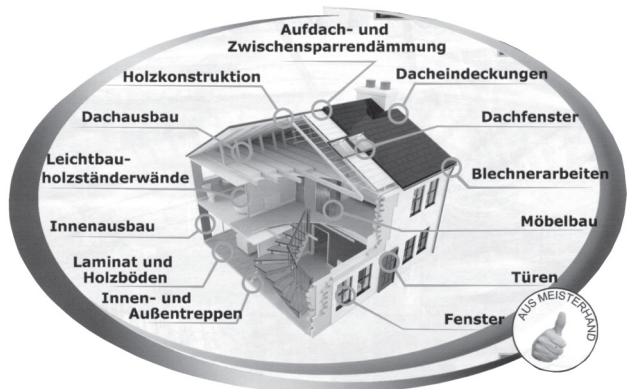 Aufdach- und
Zwischensparrendämmung
Holzkonstruktion
Dacheindeckungen
Dachausbau
Dachfenster
Leichtbau-
holzständerwände
Blechnerarbeiten
Innenausbau
Möbelbau
Laminat und
Holzböden
Türen
Innen- und
Außentreppen
Fenster
AUS MEISTERHAND